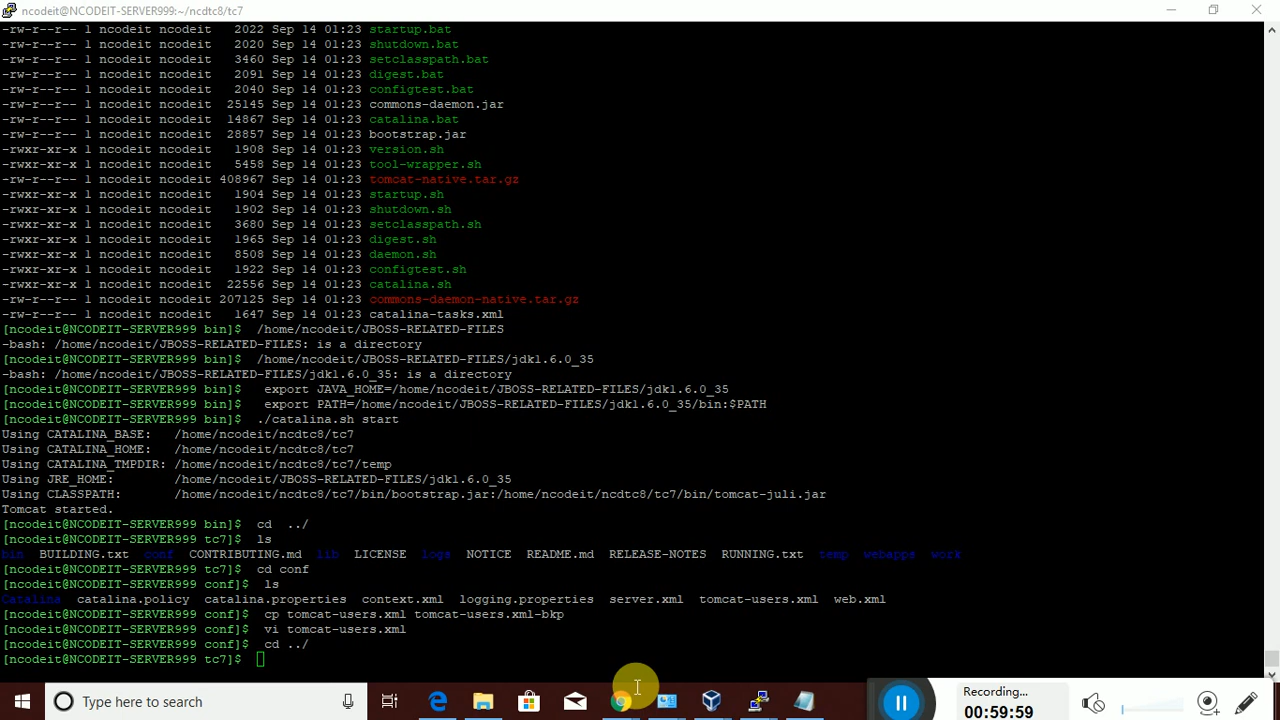 ncodeit@NCODEIT-SERVER999:~/ncdtc8/tc7
-rw-r--r-- 1 ncodeit ncodeit   2022 Sep 14 01:23 startup.bat
-rw-r--r-- 1 ncodeit ncodeit   2020 Sep 14 01:23 shutdown.bat
-rw-r--r-- 1 ncodeit ncodeit   3460 Sep 14 01:23 setclasspath.bat
-rw-r--r-- 1 ncodeit ncodeit   2091 Sep 14 01:23 digest.bat
-rw-r--r-- 1 ncodeit ncodeit   2040 Sep 14 01:23 configtest.bat
-rw-r--r-- 1 ncodeit ncodeit  25145 Sep 14 01:23 commons-daemon.jar
-rw-r--r-- 1 ncodeit ncodeit  14867 Sep 14 01:23 catalina.bat
-rw-r--r-- 1 ncodeit ncodeit  28857 Sep 14 01:23 bootstrap.jar
-rwxr-xr-x 1 ncodeit ncodeit   1908 Sep 14 01:23 version.sh
-rwxr-xr-x 1 ncodeit ncodeit   5458 Sep 14 01:23 tool-wrapper.sh
-rw-r--r-- 1 ncodeit ncodeit 408967 Sep 14 01:23 tomcat-native.tar.gz
-rwxr-xr-x 1 ncodeit ncodeit   1904 Sep 14 01:23 startup.sh
-rwxr-xr-x 1 ncodeit ncodeit   1902 Sep 14 01:23 shutdown.sh
-rwxr-xr-x 1 ncodeit ncodeit   3680 Sep 14 01:23 setclasspath.sh
-rwxr-xr-x 1 ncodeit ncodeit   1965 Sep 14 01:23 digest.sh
-rwxr-xr-x 1 ncodeit ncodeit   8508 Sep 14 01:23 daemon.sh
-rwxr-xr-x 1 ncodeit ncodeit   1922 Sep 14 01:23 configtest.sh
-rwxr-xr-x 1 ncodeit ncodeit  22556 Sep 14 01:23 catalina.sh
-rw-r--r-- 1 ncodeit ncodeit 207125 Sep 14 01:23 commons-daemon-native.tar.gz
-rw-r--r-- 1 ncodeit ncodeit   1647 Sep 14 01:23 catalina-tasks.xml
[ncodeit@NCODEIT-SERVER999 bin]$  /home/ncodeit/JBOSS-RELATED-FILES
-bash: /home/ncodeit/JBOSS-RELATED-FILES: is a directory
[ncodeit@NCODEIT-SERVER999 bin]$  /home/ncodeit/JBOSS-RELATED-FILES/jdk1.6.0_35
-bash: /home/ncodeit/JBOSS-RELATED-FILES/jdk1.6.0_35: is a directory
[ncodeit@NCODEIT-SERVER999 bin]$   export JAVA_HOME=/home/ncodeit/JBOSS-RELATED-FILES/jdk1.6.0_35
[ncodeit@NCODEIT-SERVER999 bin]$   export PATH=/home/ncodeit/JBOSS-RELATED-FILES/jdk1.6.0_35/bin:$PATH
[ncodeit@NCODEIT-SERVER999 bin]$  ./catalina.sh start
Using CATALINA_BASE:   /home/ncodeit/ncdtc8/tc7
Using CATALINA_HOME:   /home/ncodeit/ncdtc8/tc7
Using CATALINA_TMPDIR: /home/ncodeit/ncdtc8/tc7/temp
Using JRE_HOME:        /home/ncodeit/JBOSS-RELATED-FILES/jdk1.6.0_35
Using CLASSPATH:       /home/ncodeit/ncdtc8/tc7/bin/bootstrap.jar:/home/ncodeit/ncdtc8/tc7/bin/tomcat-juli.jar
Tomcat started.
[ncodeit@NCODEIT-SERVER999 bin]$  cd  ../
[ncodeit@NCODEIT-SERVER999 tc7]$  ls
bin  BUILDING.txt  conf  CONTRIBUTING.md  lib  LICENSE  logs  NOTICE  README.md  RELEASE-NOTES  RUNNING.txt  temp  webapps  work
[ncodeit@NCODEIT-SERVER999 tc7]$  cd conf
[ncodeit@NCODEIT-SERVER999 conf]$  ls
Catalina  catalina.policy  catalina.properties  context.xml  logging.properties  server.xml  tomcat-users.xml  web.xml
[ncodeit@NCODEIT-SERVER999 conf]$  cp tomcat-users.xml tomcat-users.xml-bkp
[ncodeit@NCODEIT-SERVER999 conf]$  vi tomcat-users.xml
[ncodeit@NCODEIT-SERVER999 conf]$  cd ../
[ncodeit@NCODEIT-SERVER999 tc7]$
Type here to search
Recording...
00:59:59